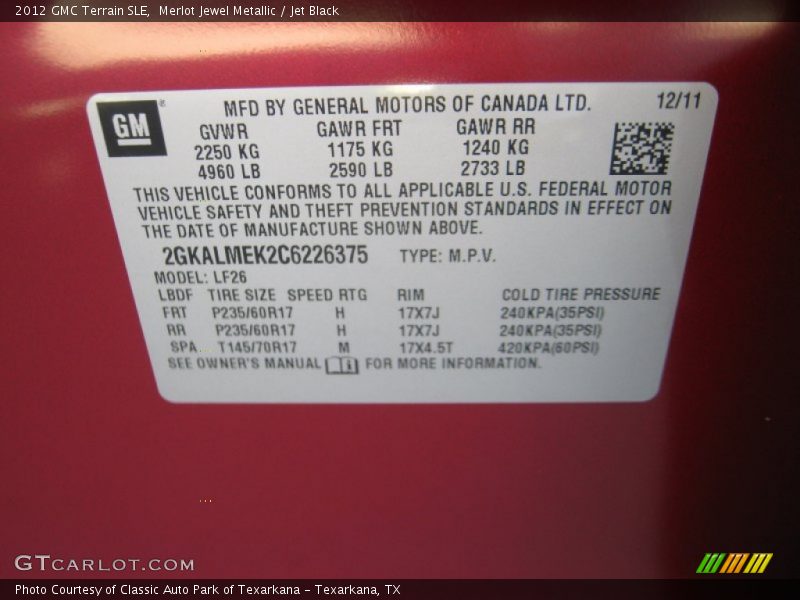 2012 GMC Terrain SLE, Merlot Jewel Metallic / Jet Black
GM® MFD BY GENERAL MOTORS OF CANADA LTD. 12/11
GVWR GAWR FRT GAWR RR
2250 KG 1175 KG 1240 KG
4960 LB 2590 LB 2733 LB
THIS VEHICLE CONFORMS TO ALL APPLICABLE U.S. FEDERAL MOTOR
VEHICLE SAFETY AND THEFT PREVENTION STANDARDS IN EFFECT ON
THE DATE OF MANUFACTURE SHOWN ABOVE.
2GKALMEK2C6226375 TYPE: M.P.V.
MODEL: LF26
LBDF TIRE SIZE SPEED RTG RIM COLD TIRE PRESSURE
FRT P235/60R17 H 17X7J 240KPA(35PSI)
RR P235/60R17 H 17X7J 240KPA(35PSI)
SPA T145/70R17 M 17X4.5T 420KPA(60PSI)
SEE OWNER'S MANUAL FOR MORE INFORMATION.
GTCARLOT.COM
Photo Courtesy of Classic Auto Park of Texarkana - Texarkana, TX